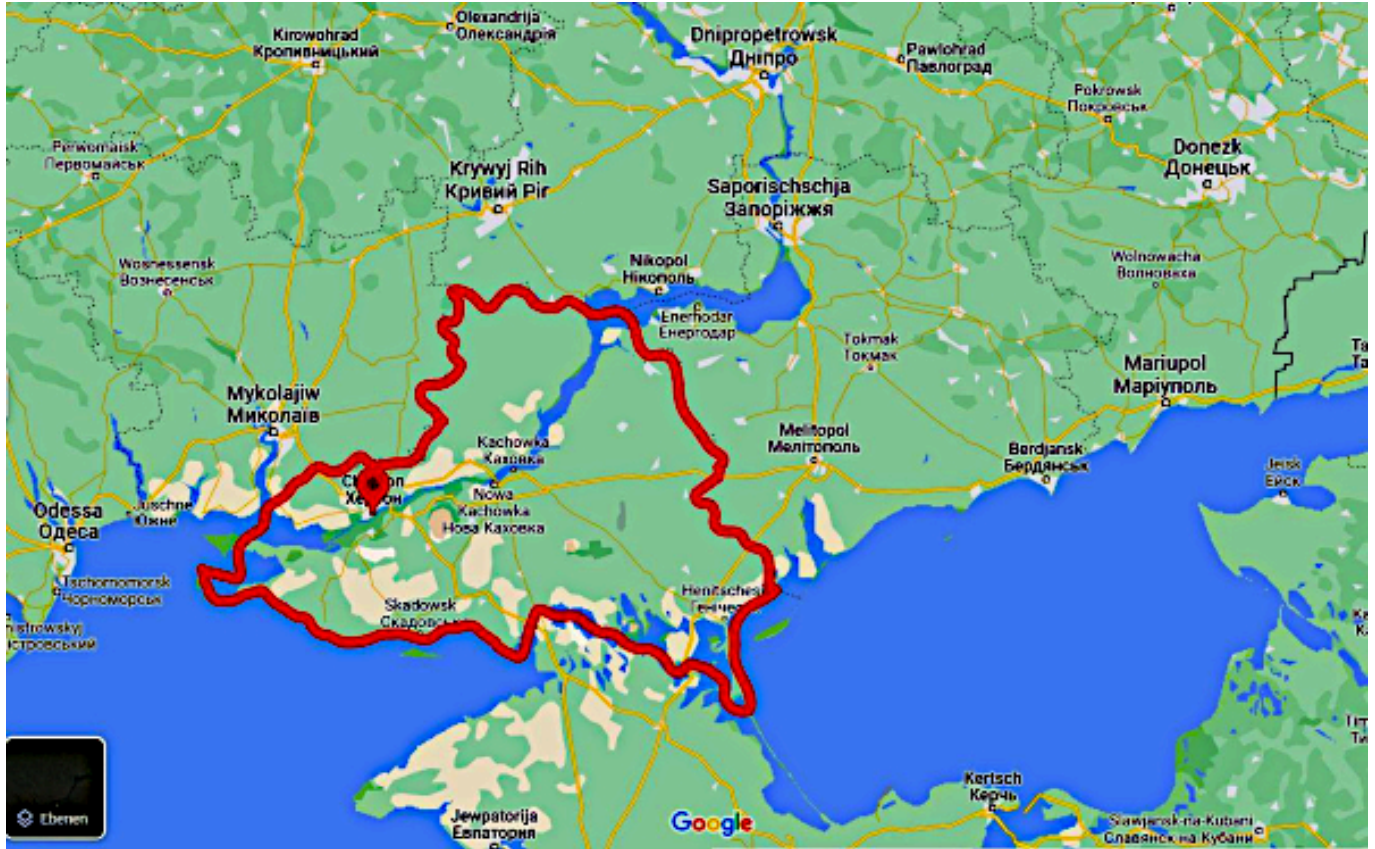 Olexandrija
Олександрія
Kirowohrad
Кропивницький
Dnipropetrowsk
Дніпро
Pawlohrad
Павлоград
Pokrowsk
Покровськ
Perwomaisk
Первомайськ
Krywyj Rih
Кривий Ріг
Donezk
Донецьк
Saporischschja
Запоріжжя
Wosnessensk
Вознесенськ
Nikopol
Нікополь
Wolnowacha
Волноваха
Enerhodar
Енергодар
Tokmak
Токмак
Mariupol
Маріуполь
Mykolajiw
Миколаїв
Melitopol
Мелітополь
Berdjansk
Бердянськ
Kachowka
Каховка
Jeisk
Ейск
Nowa
Kachowka
Нова Каховка
Juschne
Южне
Odessa
Одеса
Tschornomorsk
Чорноморськ
Skadowsk
Henitsches
Kertsch
Керчь
Jewpatorija
Евпатория
Slawjansk-na-Kubani
Славянск-на-Кубани
Ebenen
Google